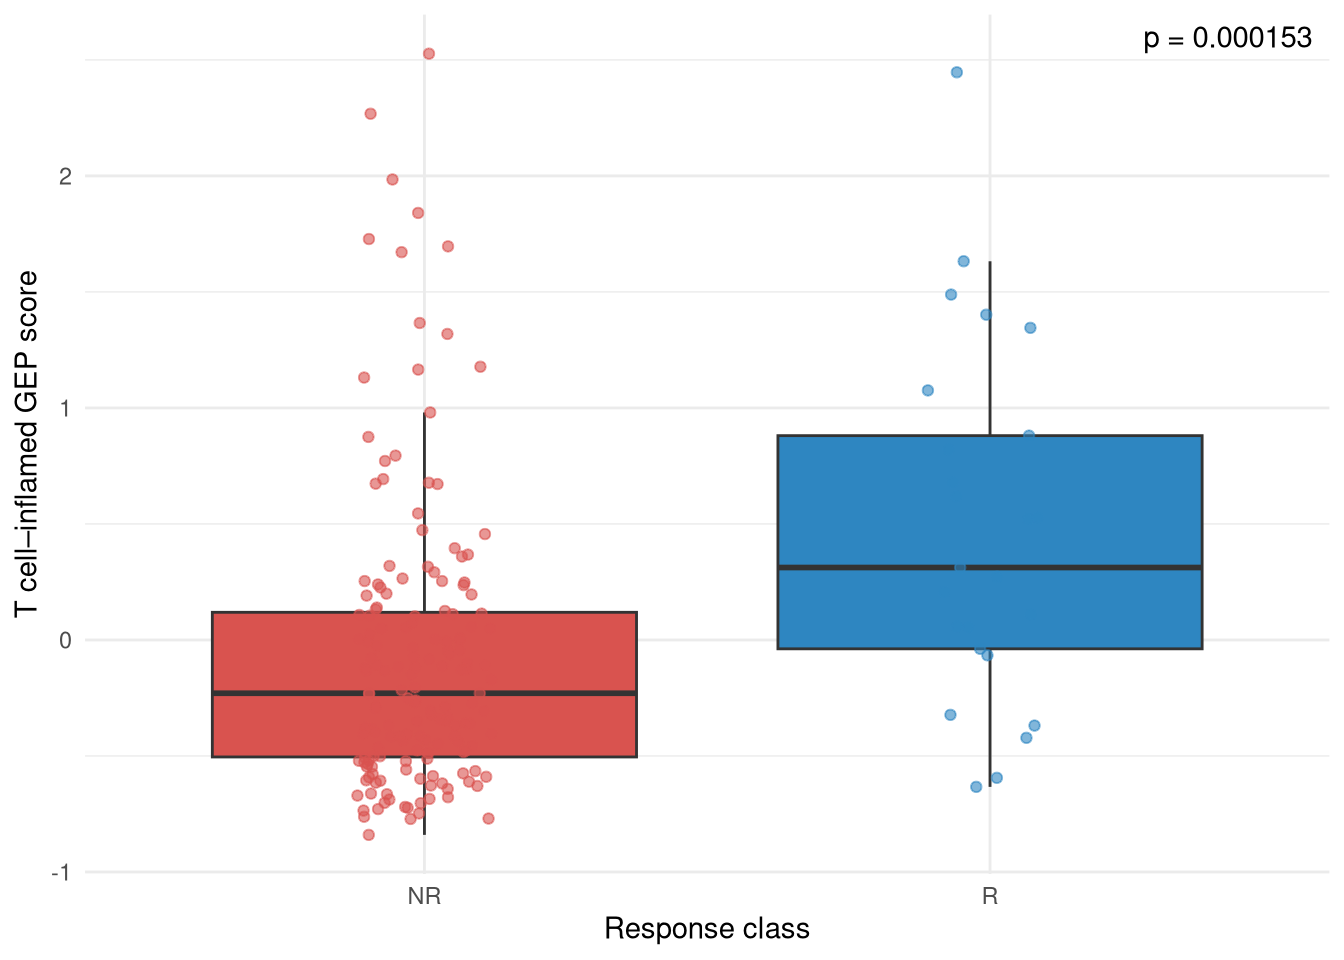 p = 0.000153
T cell–inflamed GEP score
2
1
0
-1
NR
R
Response class